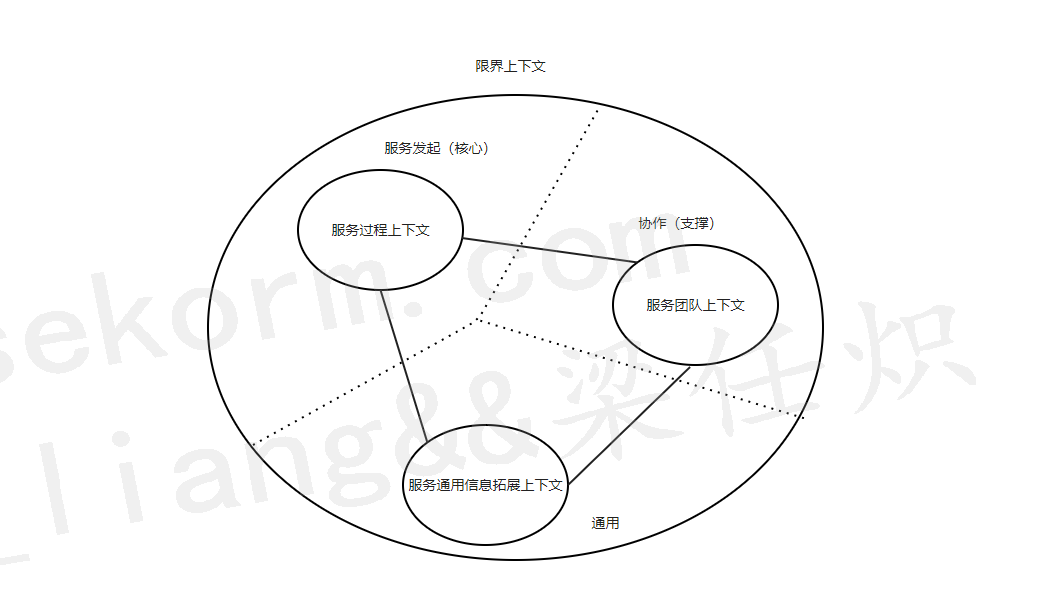 限界上下文
服务发起（核心）
服务过程上下文
协作（支撑）
服务团队上下文
服务通用信息拓展上下文
通用
sekorm.com
_liang&&梁任炽